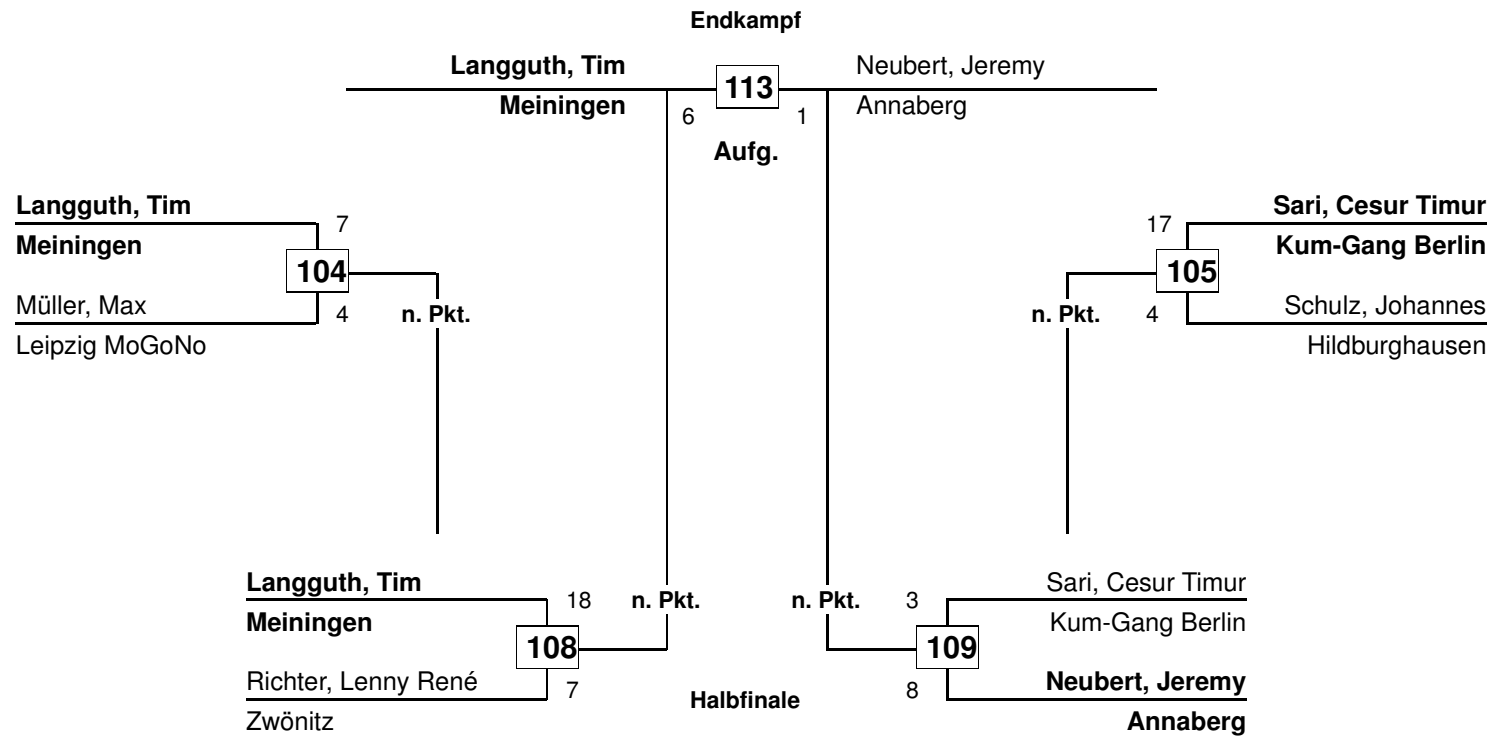 Endkampf
Langguth, Tim
Meiningen
6
113
1
Aufg.
Neubert, Jeremy
Annaberg
Langguth, Tim
Meiningen
7
104
Müller, Max
Leipzig MoGoNo
4
n. Pkt.
Sari, Cesur Timur
Kum-Gang Berlin
17
105
Schulz, Johannes
Hildburghausen
4
n. Pkt.
Langguth, Tim
Meiningen
18
n. Pkt.
108
Richter, Lenny René
Zwönitz
7
Halbfinale
n. Pkt.
3
Sari, Cesur Timur
Kum-Gang Berlin
109
8
Neubert, Jeremy
Annaberg